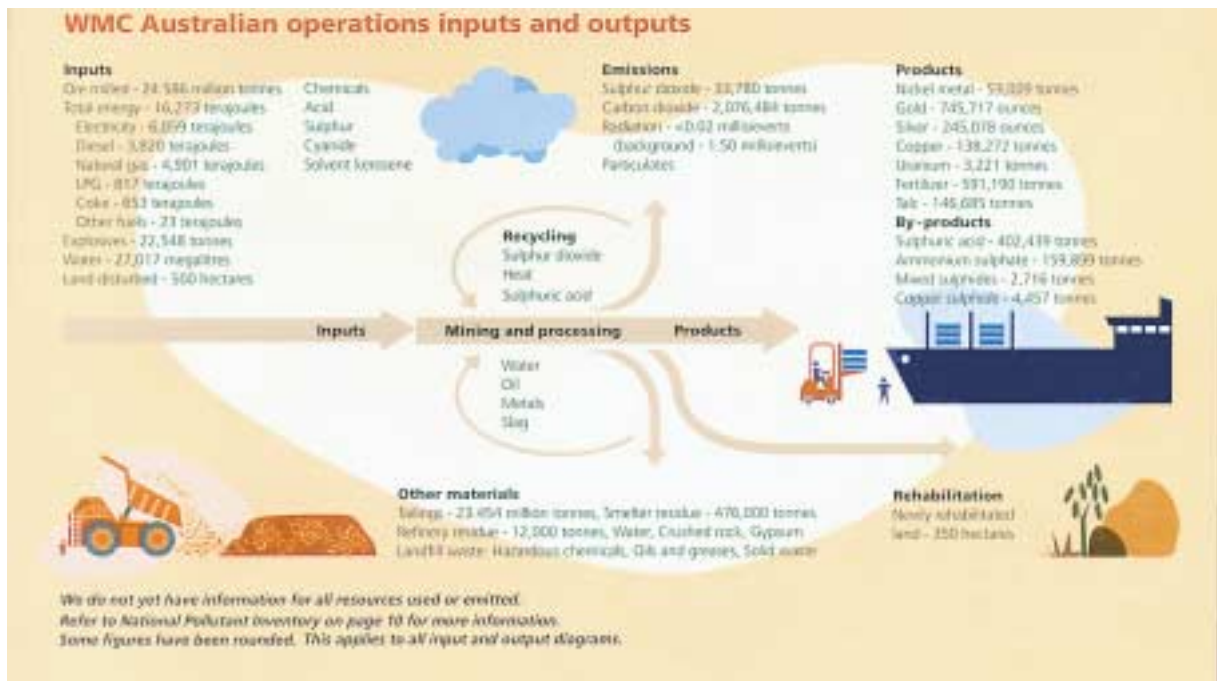 WMC Australian operations inputs and outputs
Inputs
Ore milled - 24.586 million tonnes
Total energy - 16,273 terajoules
Electricity - 6,059 terajoules
Diesel - 3,820 terajoules
Natural gas - 4,901 terajoules
LPG - 817 terajoules
Coke - 653 terajoules
Other fuels - 23 terajoules
Explosives - 22,548 tonnes
Water - 27,017 megalitres
Land disturbed - 500 hectares
Chemicals
Acid
Sulphur
Cyanide
Solvent kerosene
Emissions
Sulphur dioxide - 33,780 tonnes
Carbon dioxide - 2,076,484 tonnes
Radiation - <0.02 millisieverts
(background - 1.50 millisieverts)
Particulates
Products
Nickel metal - tonnes
Gold - 745,717 ounces
Silver - 245,078 ounces
Copper - 138,272 tonnes
Uranium - 3,221 tonnes
Fertilizer - 591,190 tonnes
Talc - 146,685 tonnes
By-products
Sulphuric acid - 402,439 tonnes
Ammonium sulphate - 159,899 tonnes
Mixed sulphides - 2,716 tonnes
Copper sulphide - 4,457 tonnes
Recycling
Sulphur dioxide
Heat
Sulphuric acid
Inputs
Mining and processing
Products
Water
Oil
Metals
Slag
Other materials
Tailings - 23.454 million tonnes, Smelter residue - 476,000 tonnes
Refinery residue - 12,000 tonnes, Water, Crushed rock, Gypsum
Landfill waste: Hazardous chemicals, Oils and greases, Solid waste
Rehabilitation
Newly rehabilitated
land - 350 hectares
We do not yet have information for all resources used or emitted.
Refer to National Pollutant Inventory on page 10 for more information.
Some figures have been rounded. This applies to all input and output diagrams.